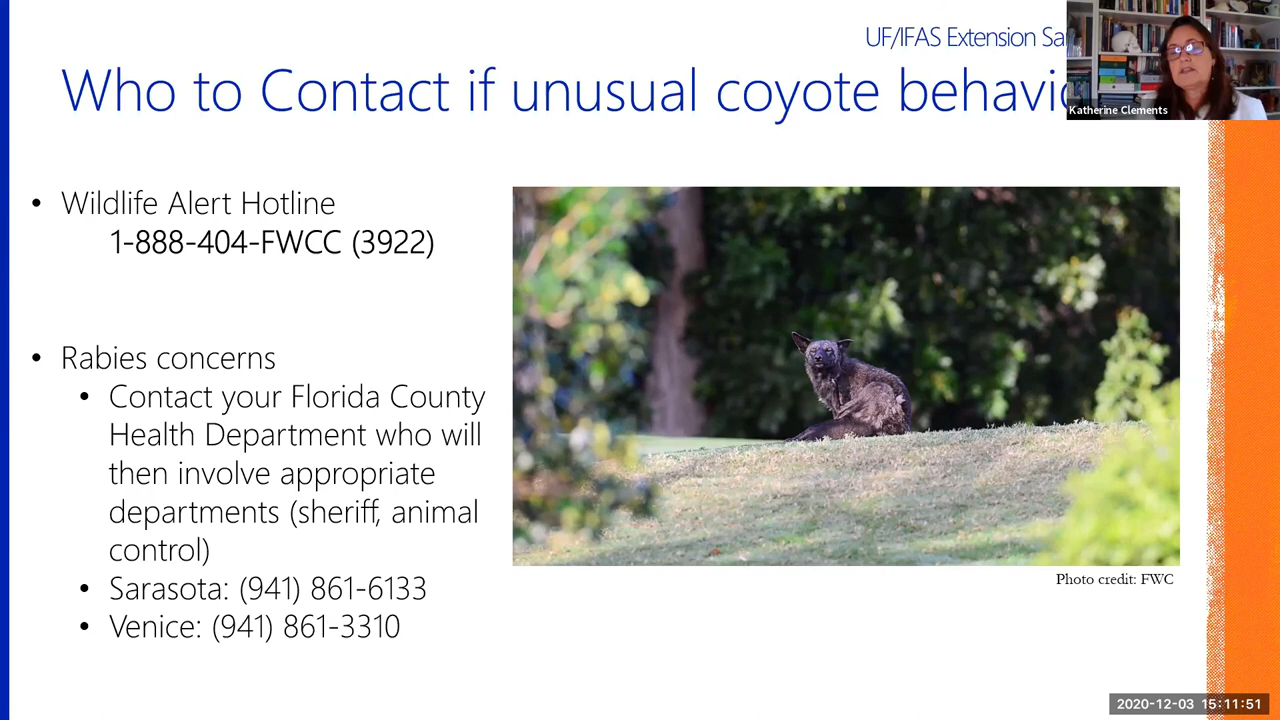 UF/IFAS Extension
Who to Contact if unusual coyote
Katherine Clements
• Wildlife Alert Hotline
1-888-404-FWCC (3922)
• Rabies concerns
• Contact your Florida County
Health Department who will
then involve appropriate
departments (sheriff, animal
control)
• Sarasota: (941) 861-6133
• Venice: (941) 861-3310
Photo credit: FWC
2020-12-03 15:11:51